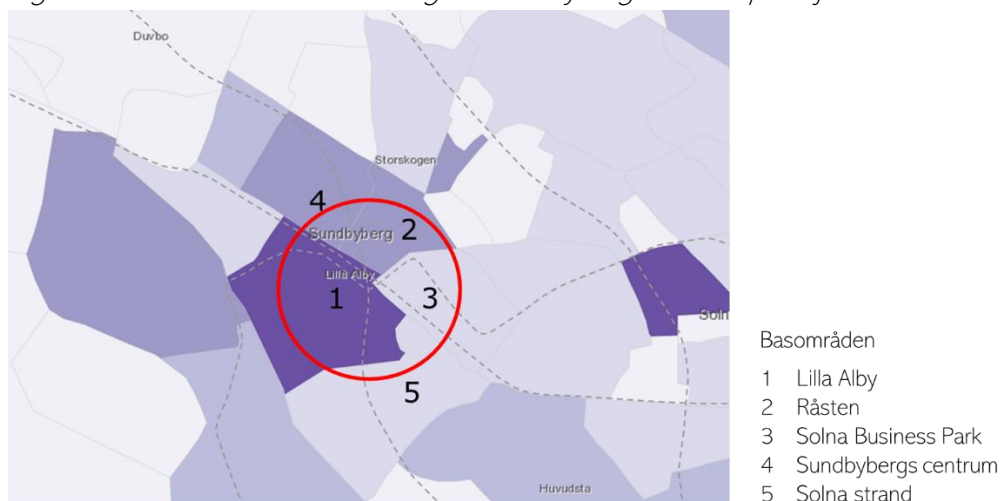 Duvbo
Storskogen
4
Sundbyberg 2
Lilla Alby
1
3
Soln
5
Huvudsta
Basområden
1 Lilla Alby
2 Råsten
3 Solna Business Park
4 Sundbybergs centrum
5 Solna strand